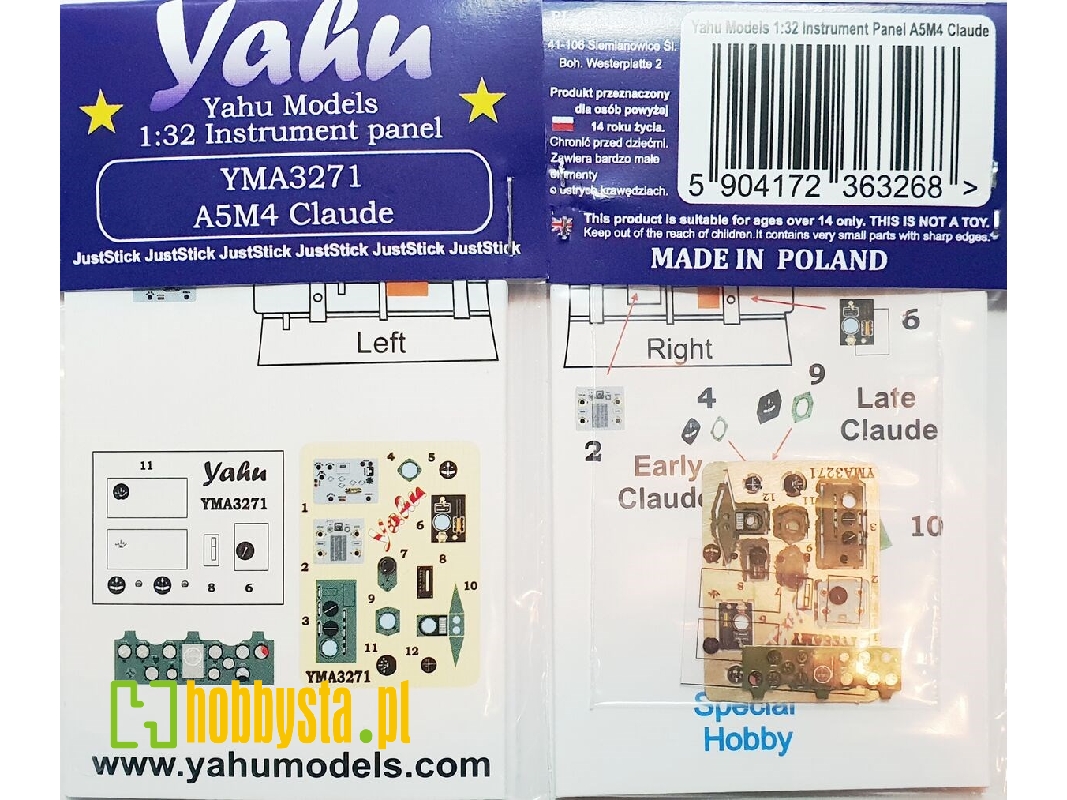 Yahu
Yahu Models
1:32 Instrument panel
YMA3271
A5M4 Claude
JustStick JustStick JustStick JustStick JustStick JustStick
Left
11
Yahu
YMA3271
8 6
1
2
3
4
5
Yahu
6
7
8
9
10
11
12
YMA3271
hobbysta.pl
www.yahumodels.com
41-106 Siemianowice Śl.
Boh. Westerplatte 2
Produkt przeznaczony
dla osób powyżej
14 roku życia.
Chronić przed dziećmi.
Zawiera bardzo małe
elementy
o ostrych krawędziach.
Yahu Models 1:32 Instrument Panel A5M4 Claude
5 904172 363268 >
This product is suitable for ages over 14 only. THIS IS NOT A TOY.
Keep out of the reach of children.It contains very small parts with sharp edges.
MADE IN POLAND
Right
6
9
4
Late
Claude
2
Early
Claude
10
YMA3271
Special
Hobby